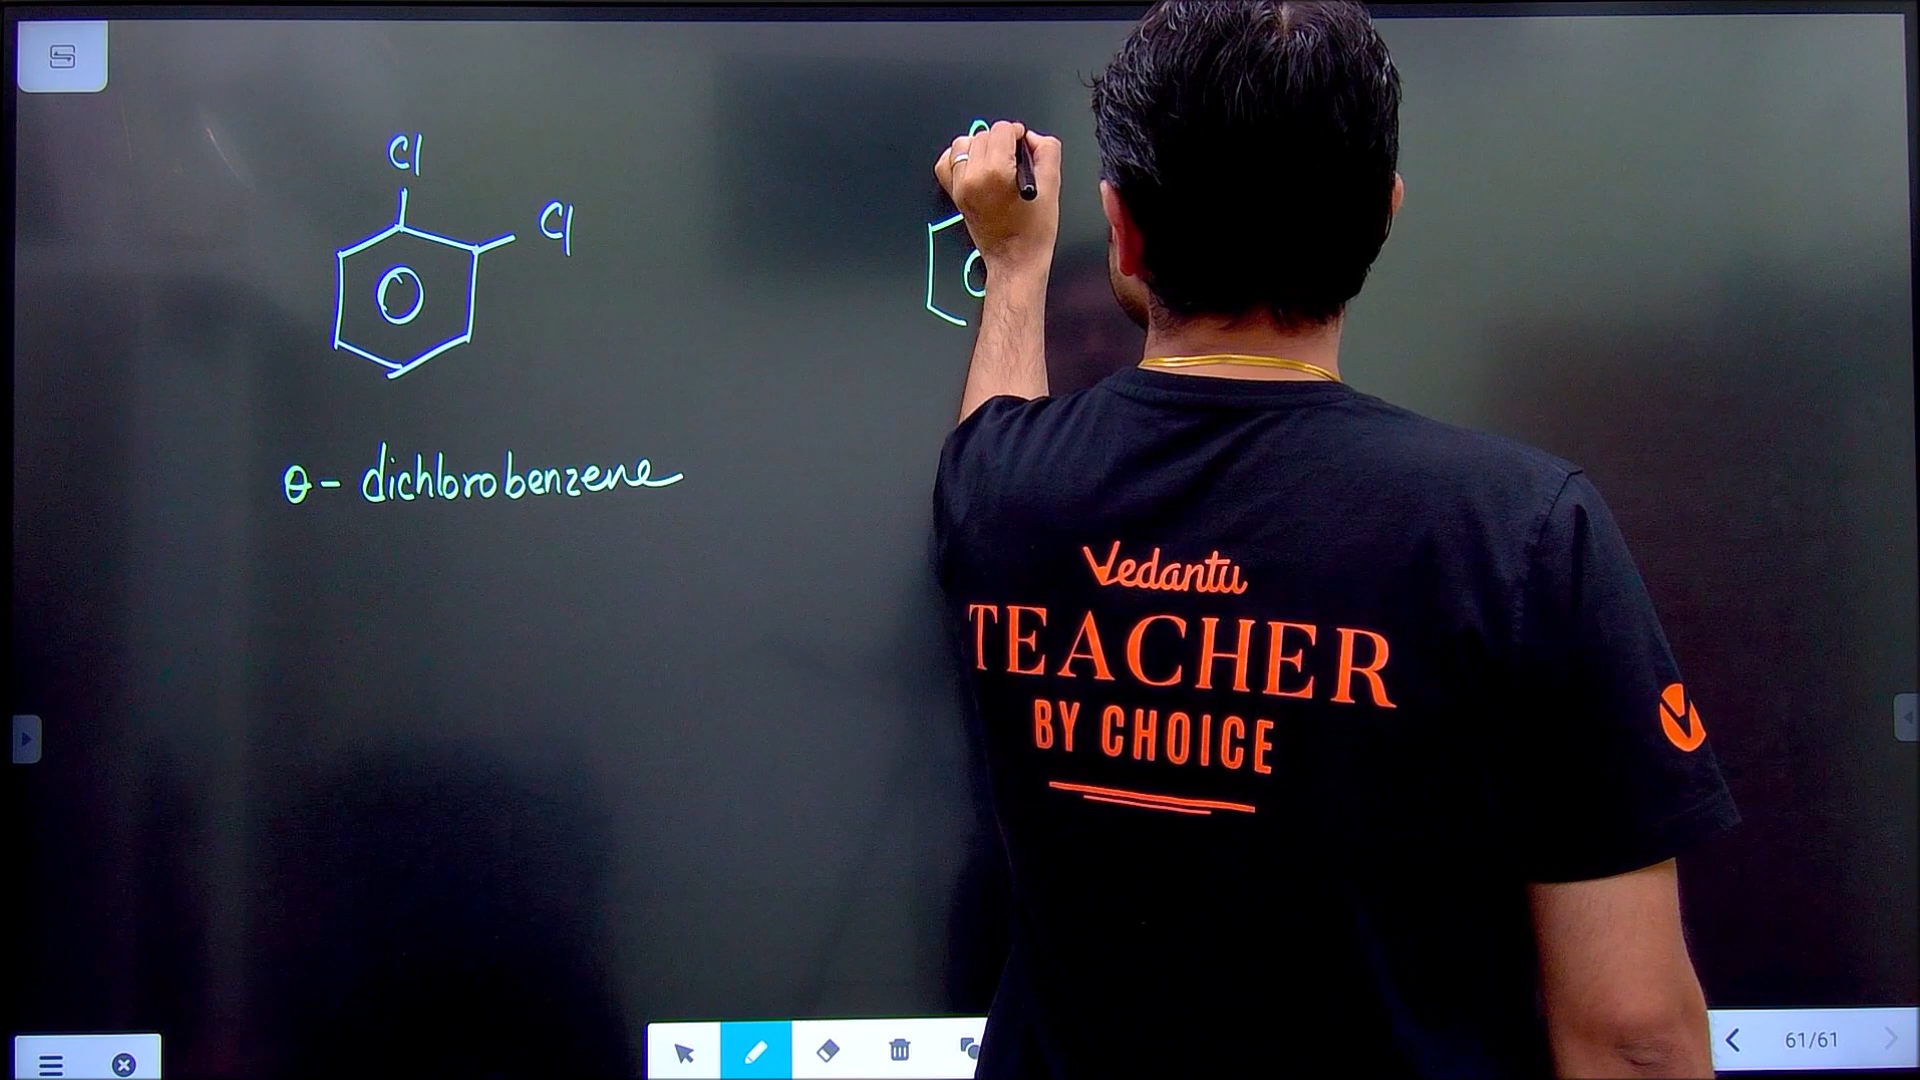 Cl
Cl
o- dichlorobenzene
Vedantu
TEACHER
BY CHOICE
61/61